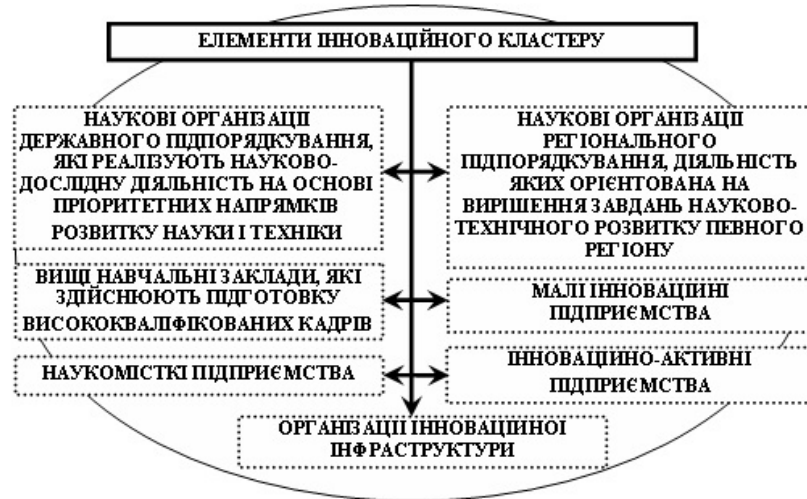 ЕЛЕМЕНТИ ІННОВАЦІЙНОГО КЛАСТЕРУ
НАУКОВІ ОРГАНІЗАЦІЇ
ДЕРЖАВНОГО ПІДПОРЯДКУВАННЯ,
ЯКІ РЕАЛІЗУЮТЬ НАУКОВО-
ДОСЛІДНУ ДІЯЛЬНІСТЬ НА ОСНОВІ
ПРІОРИТЕТНИХ НАПРЯМКІВ
РОЗВИТКУ НАУКИ І ТЕХНІКИ
НАУКОВІ ОРГАНІЗАЦІЇ
РЕГІОНАЛЬНОГО
ПІДПОРЯДКУВАННЯ, ДІЯЛЬНІСТЬ
ЯКИХ ОРІЄНТОВАНА НА
ВИРІШЕННЯ ЗАВДАНЬ НАУКОВО-
ТЕХНІЧНОГО РОЗВИТКУ ПЕВНОГО
РЕГІОНУ
ВИЩІ НАВЧАЛЬНІ ЗАКЛАДИ, ЯКІ
ЗДІЙСНЮЮТЬ ПІДГОТОВКУ
ВИСОКОКВАЛІФІКОВАНИХ КАДРІВ
МАЛІ ІННОВАЦІЙНІ
ПІДПРИЄМСТВА
НАУКОМІСТКІ ПІДПРИЄМСТВА
ІННОВАЦІЙНО-АКТИВНІ
ПІДПРИЄМСТВА
ОРГАНІЗАЦІЇ ІННОВАЦІЙНОЇ
ІНФРАСТРУКТУРИ